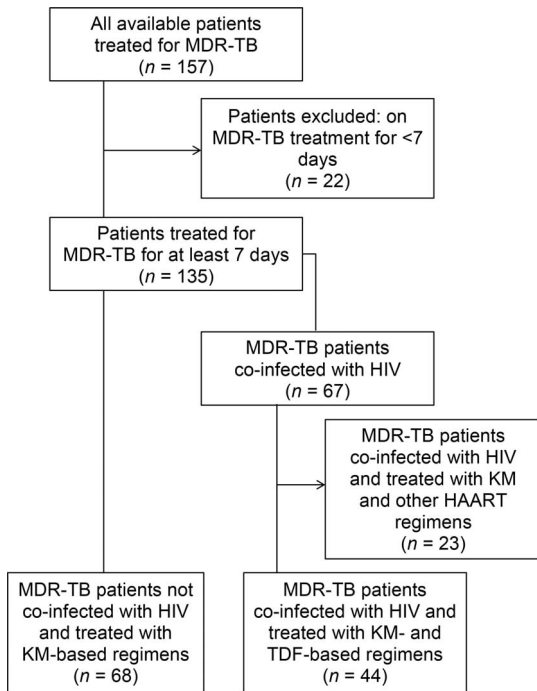 All available patients
treated for MDR-TB
(n = 157)
Patients excluded: on
MDR-TB treatment for <7
days
(n = 22)
Patients treated for
MDR-TB for at least 7 days
(n = 135)
MDR-TB patients
co-infected with HIV
(n = 67)
MDR-TB patients
co-infected with HIV
and treated with KM
and other HAART
regimens
(n = 23)
MDR-TB patients not
co-infected with HIV
and treated with
KM-based regimens
(n = 68)
MDR-TB patients
co-infected with HIV and
treated with KM- and
TDF-based regimens
(n = 44)